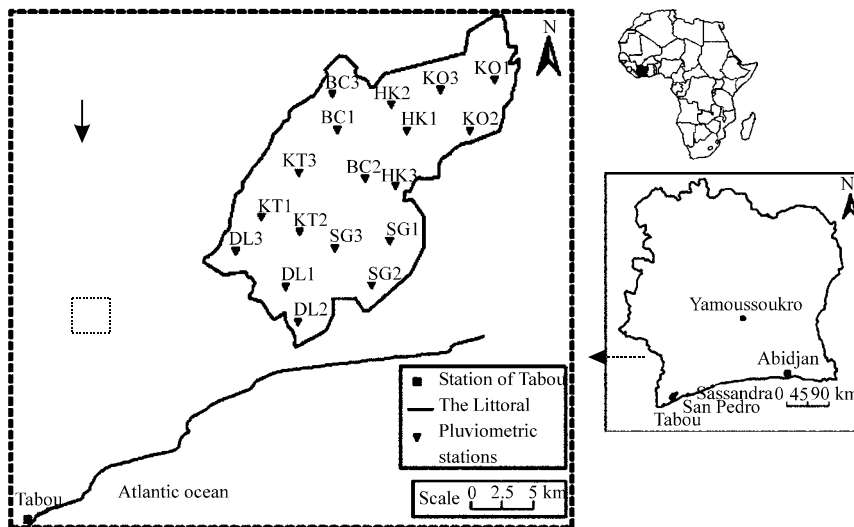 N
KO1
KO3
BC3
HK2
BC1
HK1
KO2
KT3
BC2
HK3
KT1
KT2
SG3
SG1
DL3
DL1
SG2
DL2
Station of Tabou
The Littoral
Pluviometric
stations
Scale 0 2.5 5 km
Tabou
Atlantic ocean
N
Yamoussoukro
Abidjan
Sassandra
0 45 90 km
San Pedro
Tabou